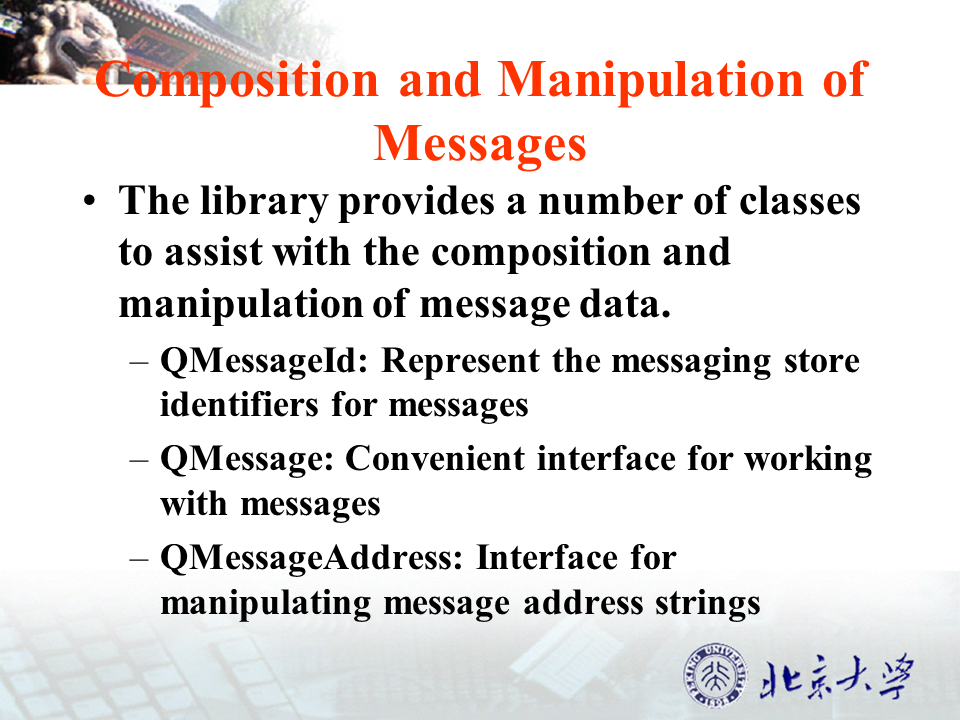 Composition and Manipulation of
Messages
• The library provides a number of classes
to assist with the composition and
manipulation of message data.
– QMessageId: Represent the messaging store
identifiers for messages
– QMessage: Convenient interface for working
with messages
– QMessageAddress: Interface for
manipulating message address strings
PEKING UNIVERSITY
1898
北京大学